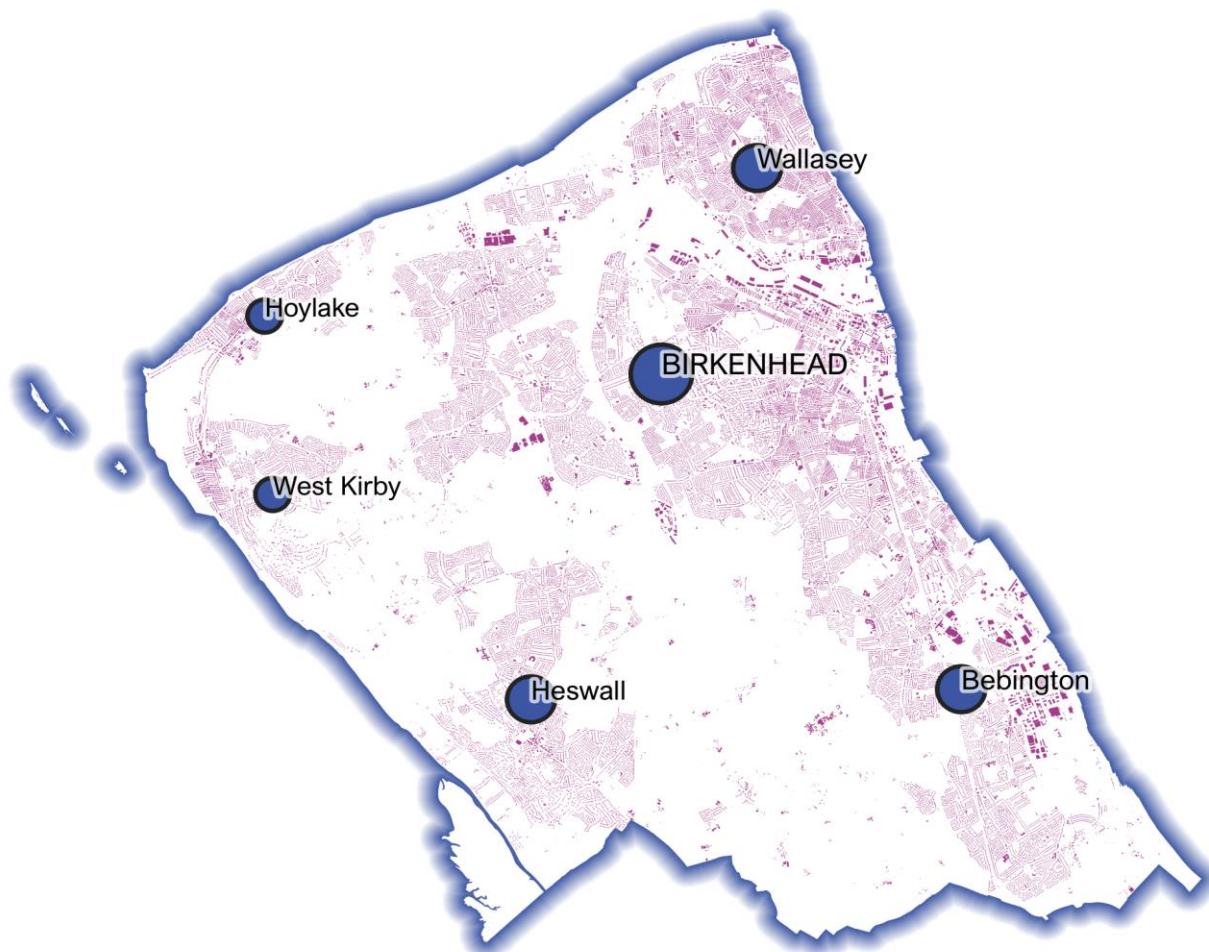 Wallasey
Hoylake
BIRKENHEAD
West Kirby
Heswall
Bebington